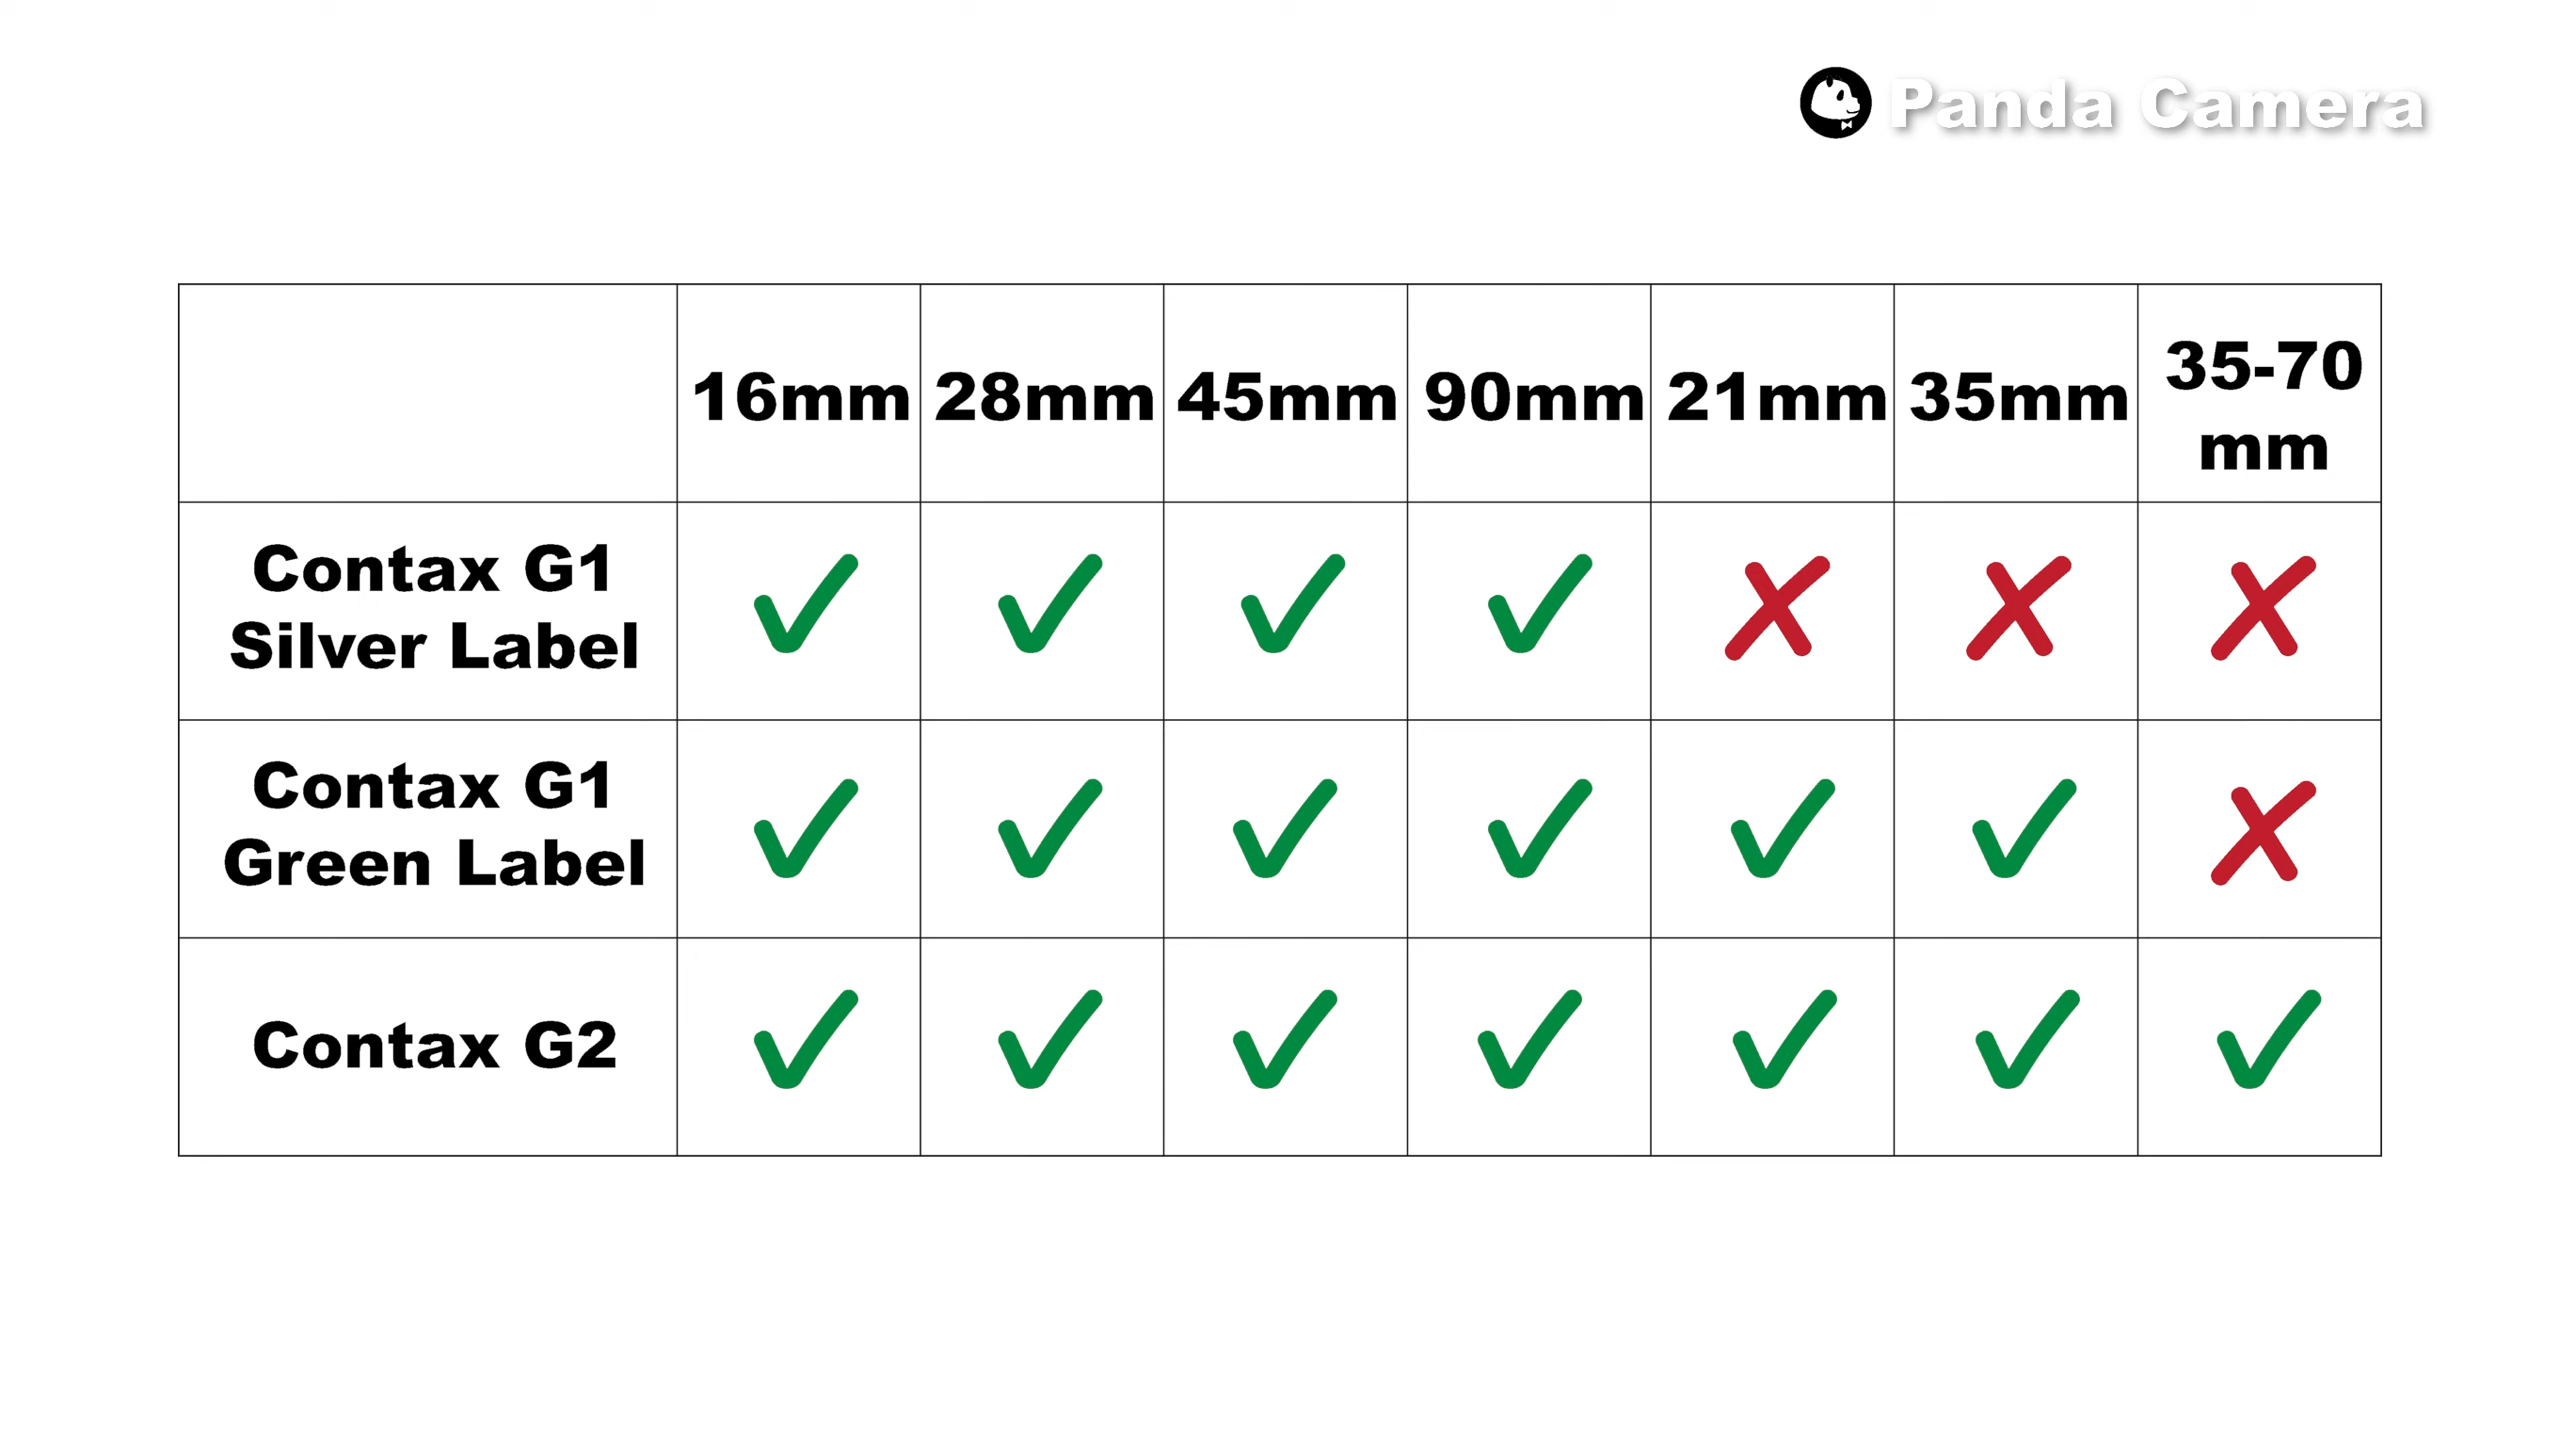 Panda Camera
16mm 28mm 45mm 90mm 21mm 35mm 35-70 mm
Contax G1
Silver Label
Contax G1
Green Label
Contax G2